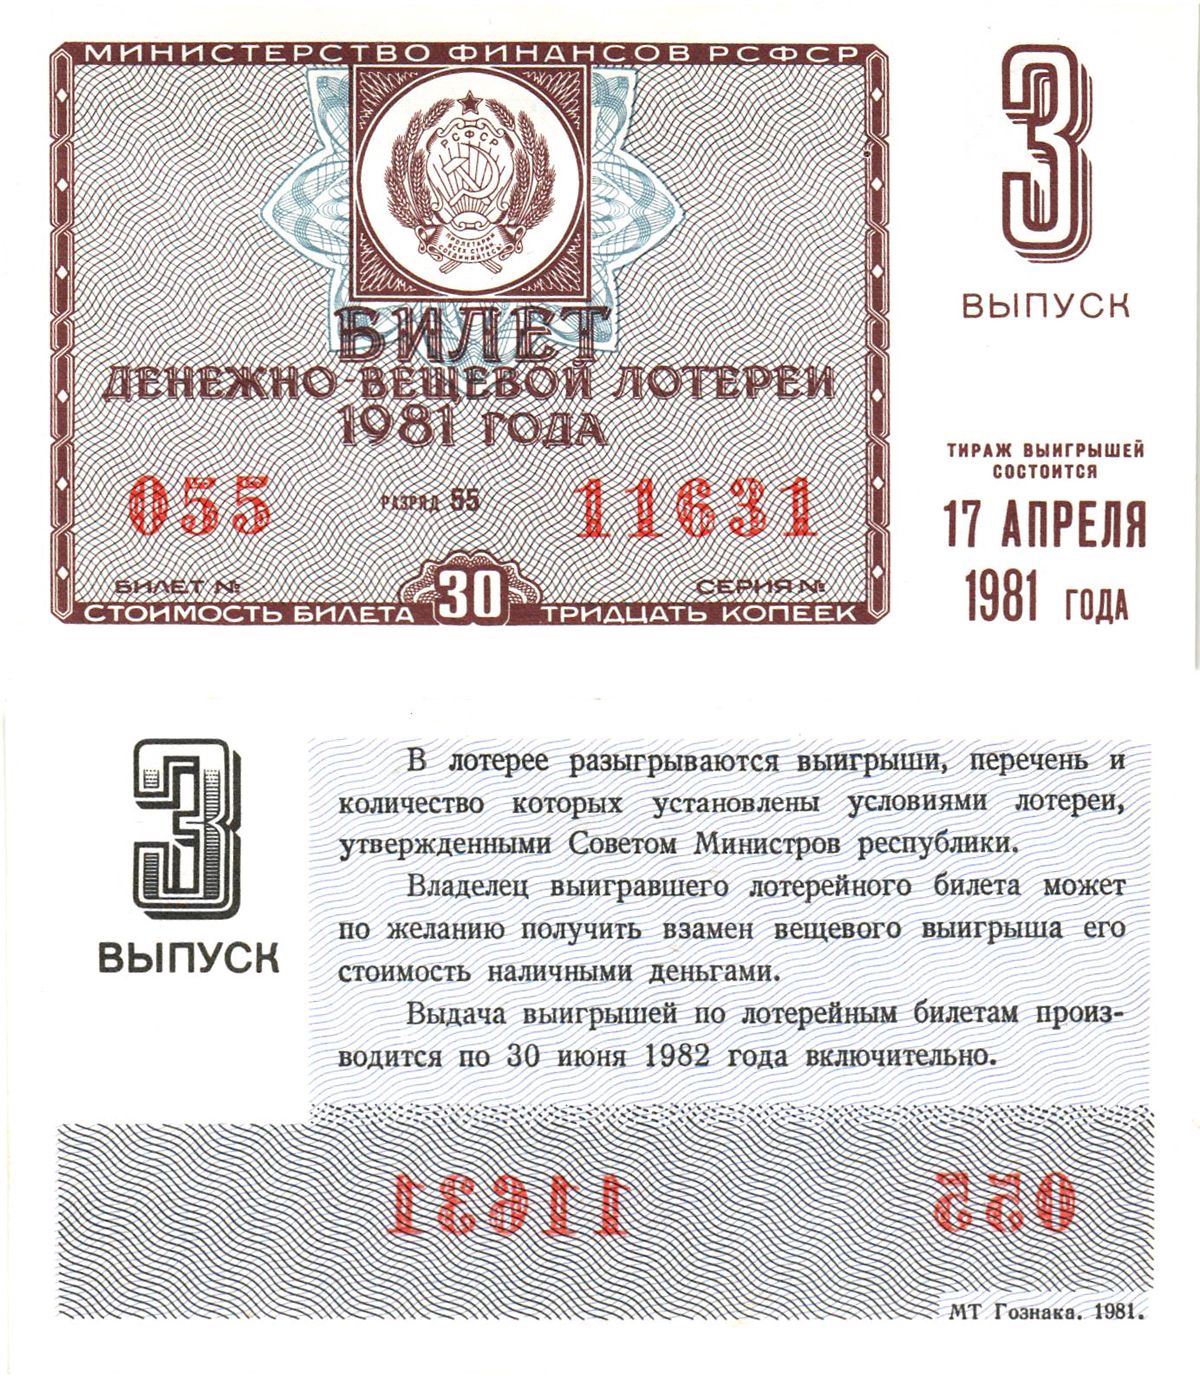 МИНИСТЕРСТВО ФИНАНСОВ РСФСР
РСФСР
ПРОЛЕТАРИИ
ВСЕХ СТРАН
СОЕДИНЯЙТЕСЬ
БИЛЕТ
ДЕНЕЖНО-ВЕЩЕВОЙ ЛОТЕРЕИ
1981 ГОДА
055 РАЗРЯД 55 11631
БИЛЕТ № СЕРИЯ №
СТОИМОСТЬ БИЛЕТА 30 ТРИДЦАТЬ КОПЕЕК
3
ВЫПУСК
ТИРАЖ ВЫИГРЫШЕЙ
СОСТОИТСЯ
17 АПРЕЛЯ
1981 ГОДА
3
ВЫПУСК
В лотерее разыгрываются выигрыши, перечень и
количество которых установлены условиями лотереи,
утвержденными Советом Министров республики.
Владелец выигравшего лотерейного билета может
по желанию получить взамен вещевого выигрыша его
стоимость наличными деньгами.
Выдача выигрышей по лотерейным билетам произ-
водится по 30 июня 1982 года включительно.
11631 055
МТ Гознака. 1981.